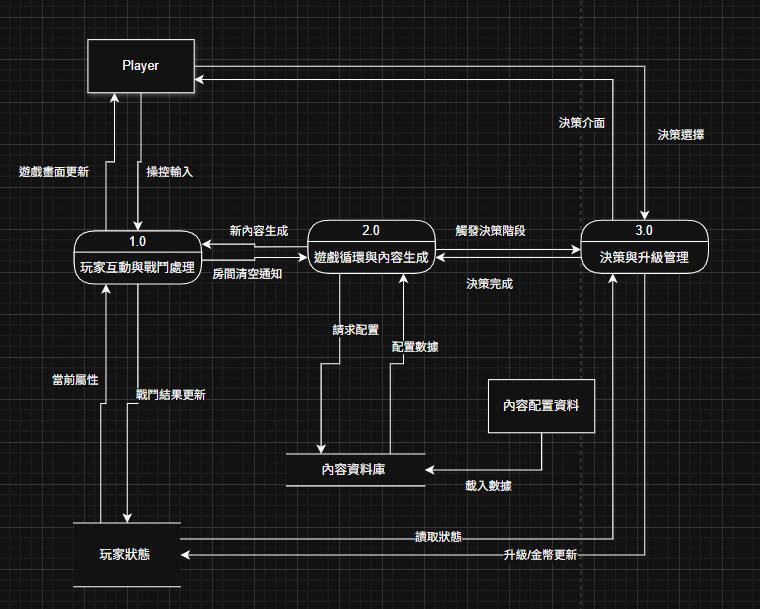 Player
決策介面
決策選擇
遊戲畫面更新
操控輸入
1.0
玩家互動與戰鬥處理
新內容生成
房間清空通知
2.0
遊戲循環與內容生成
觸發決策階段
決策完成
3.0
決策與升級管理
請求配置
配置數據
當前屬性
戰鬥結果更新
內容配置資料
內容資料庫
載入數據
讀取狀態
玩家狀態
升級/金幣更新